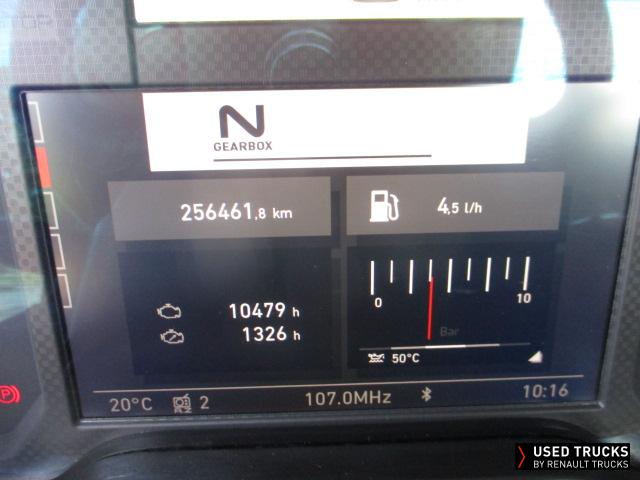 N
GEARBOX
256461,8 km
4,5 l/h
10479 h
1326 h
0
10
Bar
50°C
20°C
2
107.0MHz
10:16
P
USED TRUCKS
BY RENAULT TRUCKS